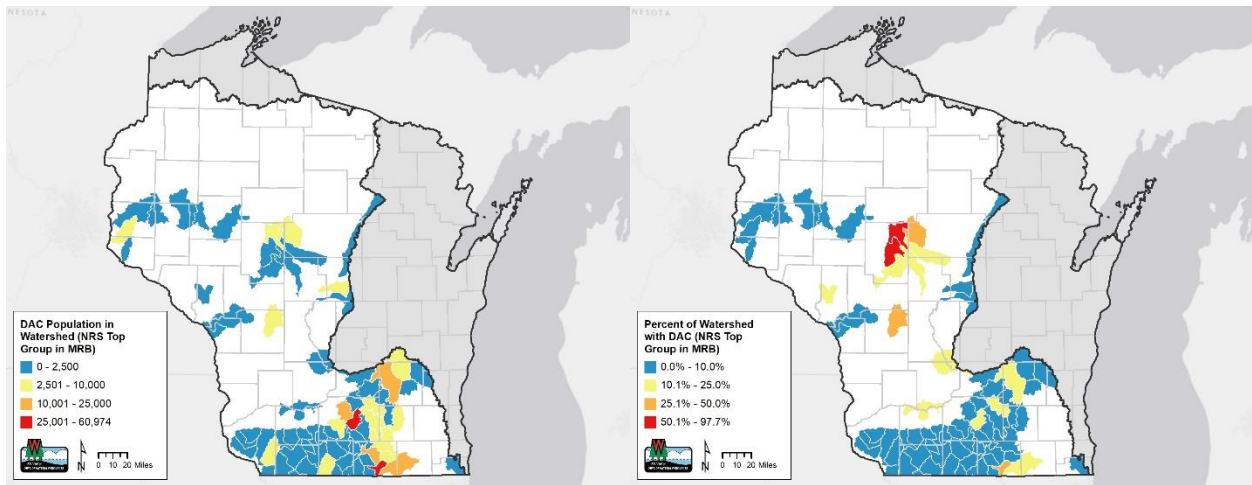 NESOTA
DAC Population in
Watershed (NRS Top
Group in MRB)
0 - 2,500
2,501 - 10,000
10,001 - 25,000
25,001 - 60,974
N
0 10 20 Miles
DAC Population in
Percent of Watershed
with DAC (NRS Top
Group in MRB)
0.0% - 10.0%
10.1% - 25.0%
25.1% - 50.0%
50.1% - 97.7%
N
0 10 20 Miles